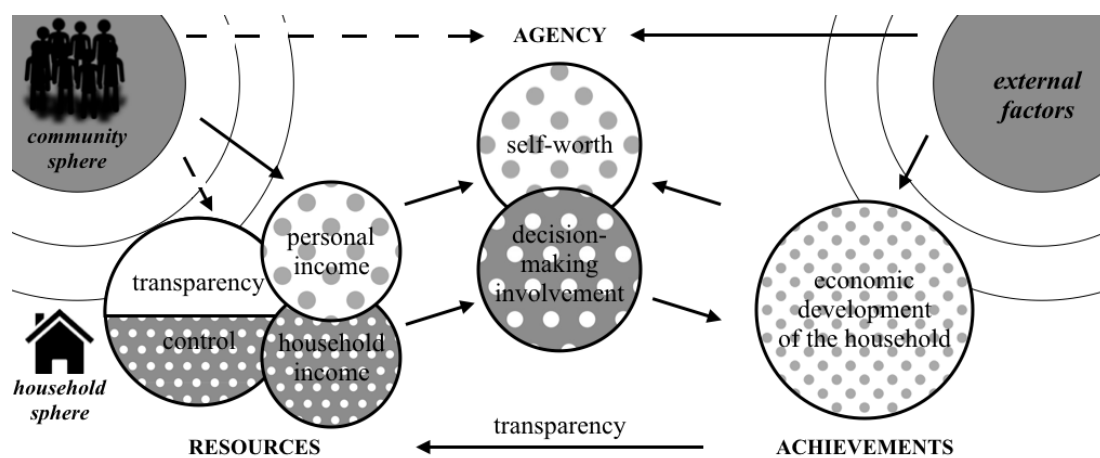 AGENCY
community
sphere
external
factors
self-worth
personal
income
decision-
making
involvement
transparency
control
household
income
economic
development
of the household
household
sphere
transparency
RESOURCES
ACHIEVEMENTS